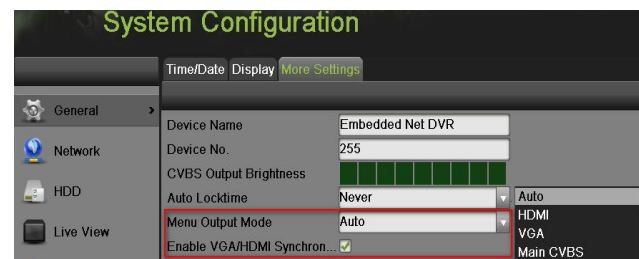 System Configuration
Time/Date Display More Settings
General >
Network
HDD
Live View
Device Name Embedded Net DVR
Device No. 255
CVBS Output Brightness
Auto Locktime Never
Menu Output Mode Auto
Enable VGA/HDMI Synchron...
Auto
HDMI
VGA
Main CVBS